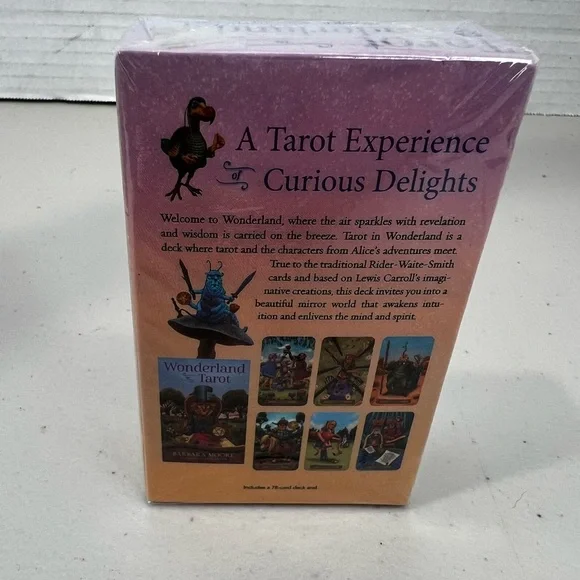 A Tarot Experience
of Curious Delights
Welcome to Wonderland, where the air sparkles with revelation
and wisdom is carried on the breeze. Tarot in Wonderland is a
deck where tarot and the characters from Alice's adventures meet.
True to the traditional Rider-Waite-Smith
cards and based on Lewis Carroll's imagi-
native creations, this deck invites you into a
beautiful mirror world that awakens intu-
ition and enlivens the mind and spirit.
Wonderland
Tarot
BARBARA MOORE
Includes a 78-card deck and